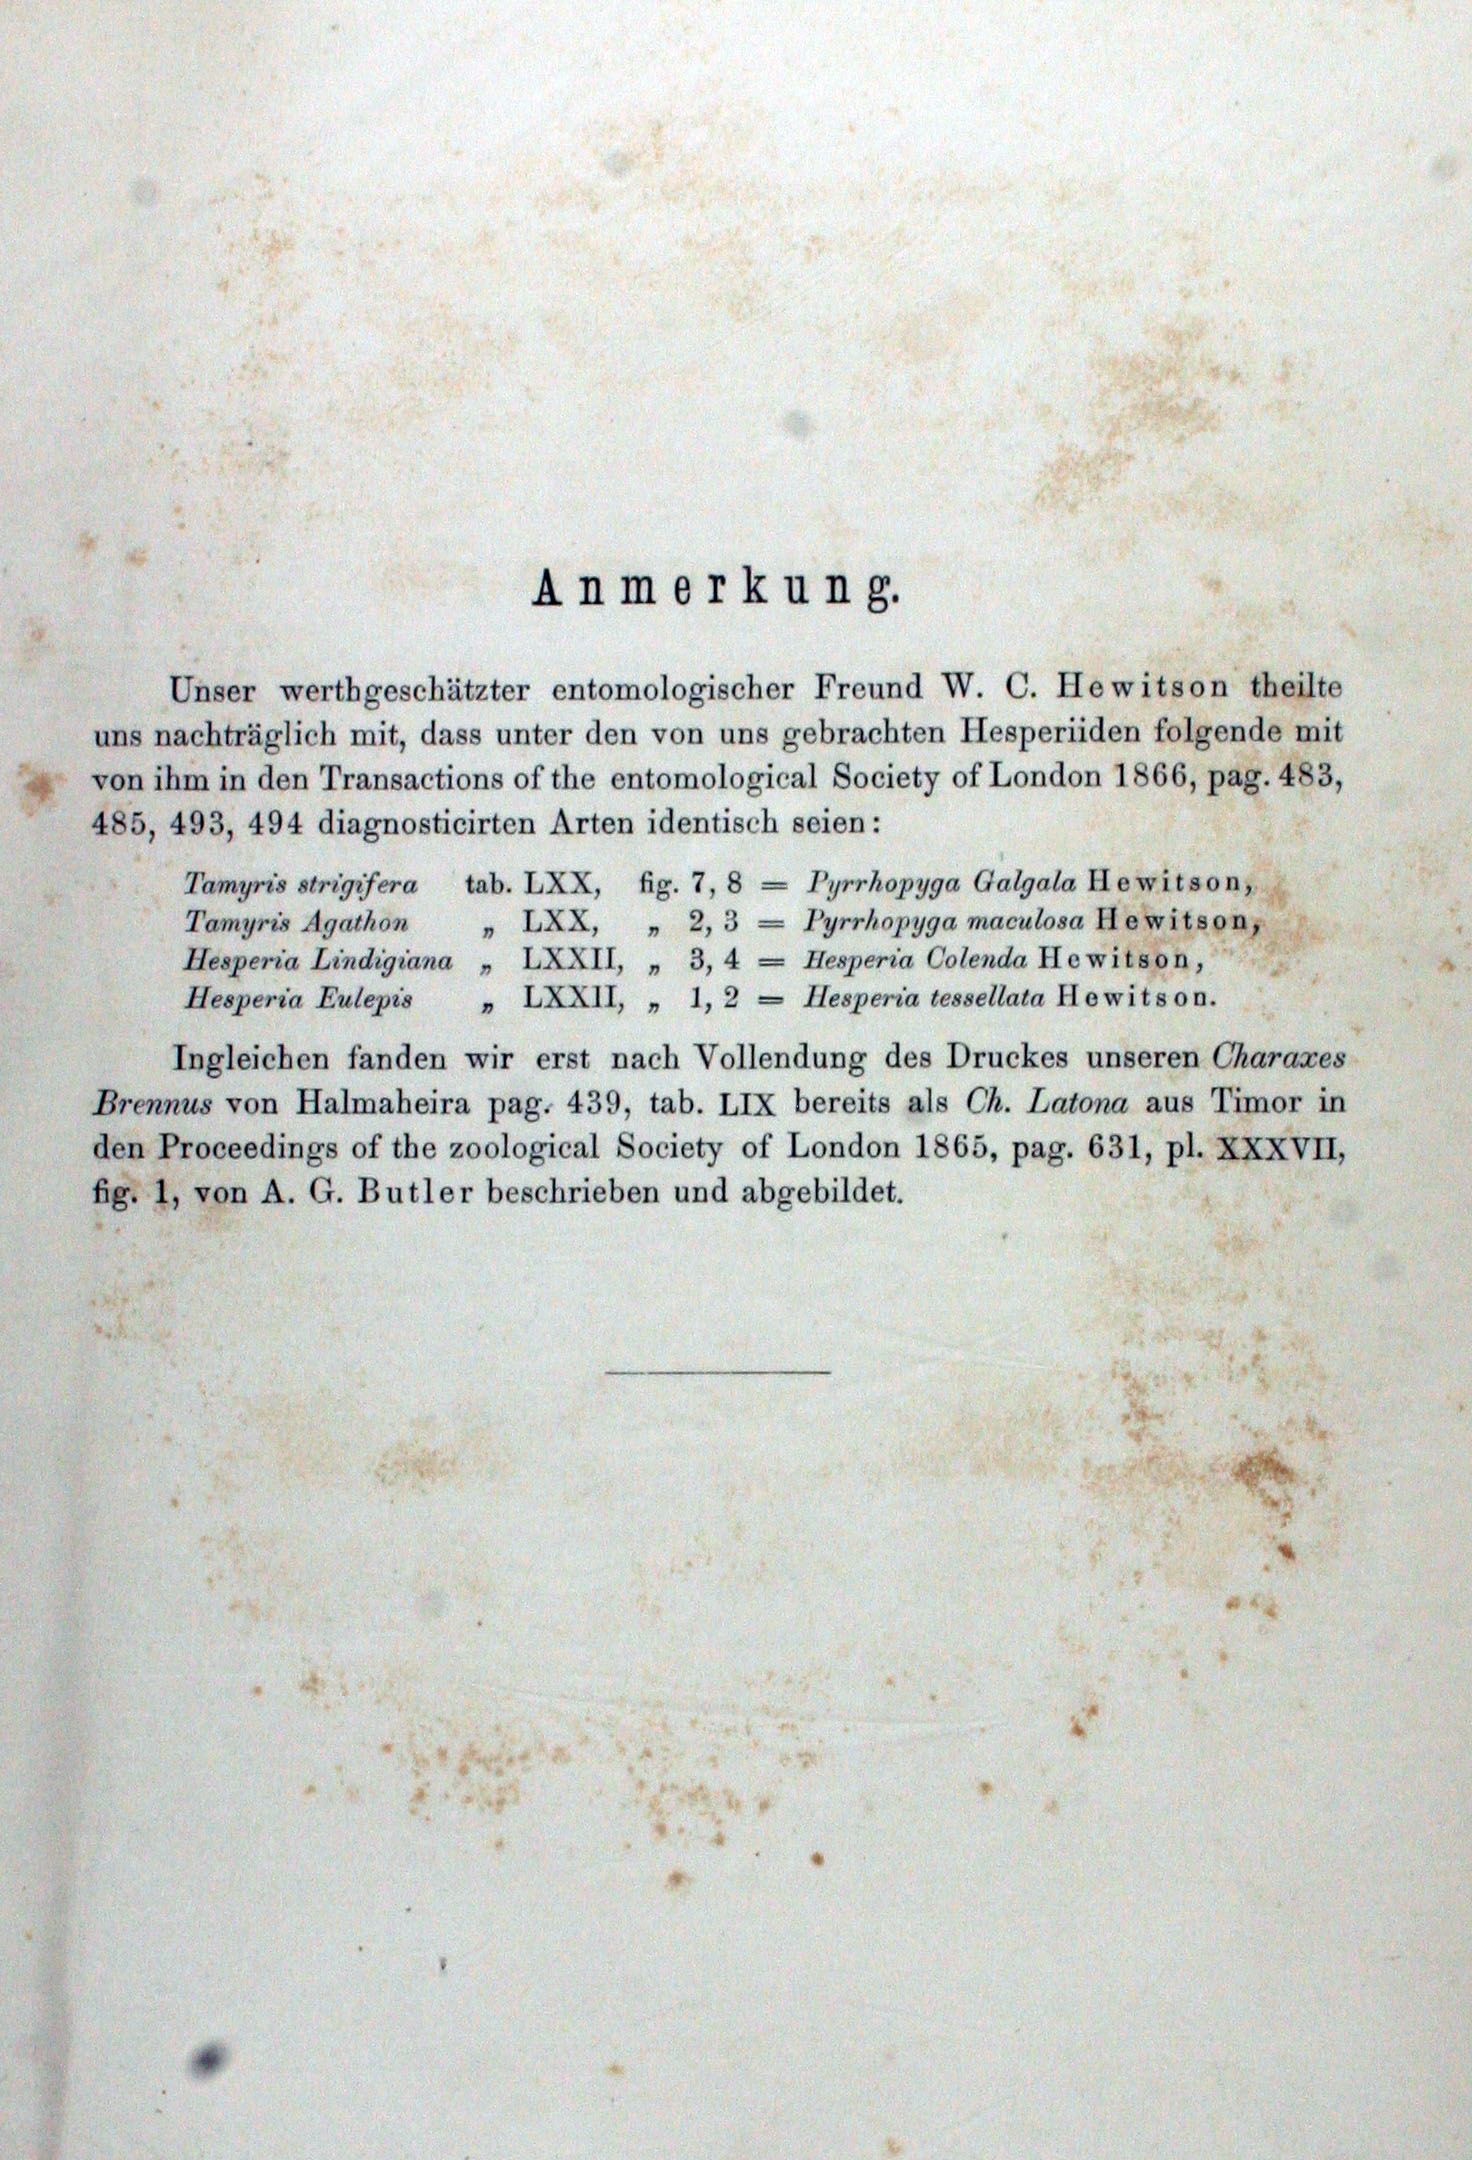 Anmerkung.
Unser werthgeschätzter entomologischer Freund W. C. Hewitson theilte
uns nachträglich mit, dass unter den von uns gebrachten Hesperiiden folgende mit
von ihm in den Transactions of the entomological Society of London 1866, pag. 483,
485, 493, 494 diagnosticirten Arten identisch seien:
Tamyris strigifera tab. LXX, fig. 7, 8 = Pyrrhopyga Galgala Hewitson,
Tamyris Agathon „ LXX, „ 2, 3 = Pyrrhopyga maculosa Hewitson,
Hesperia Lindigiana „ LXXII, „ 3, 4 = Hesperia Colenda Hewitson,
Hesperia Eulepis „ LXXII, „ 1, 2 = Hesperia tessellata Hewitson.
Ingleichen fanden wir erst nach Vollendung des Druckes unseren Charaxes
Brennus von Halmaheira pag. 439, tab. LIX bereits als Ch. Latona aus Timor in
den Proceedings of the zoological Society of London 1865, pag. 631, pl. XXXVII,
fig. 1, von A. G. Butler beschrieben und abgebildet.